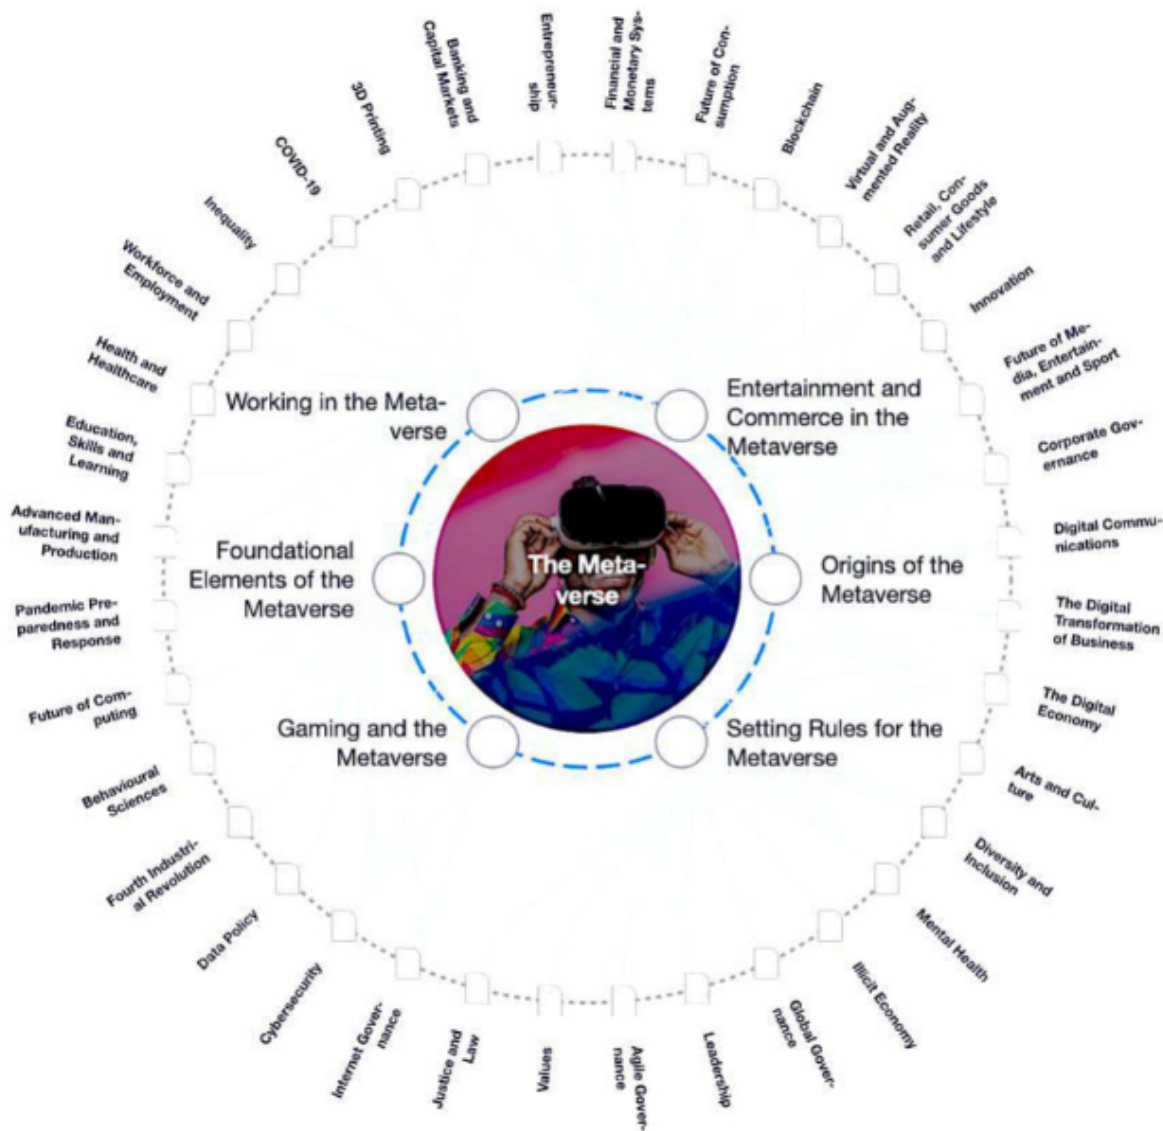 The Meta-
verse
Entertainment and
Commerce in the
Metaverse
Origins of the
Metaverse
Setting Rules for the
Metaverse
Gaming and the
Metaverse
Foundational
Elements of the
Metaverse
Working in the Meta-
verse
Financial and
Monetary Sys-
tems
Future of Con-
sumption
Blockchain
Virtual and Aug-
mented Reality
Retail, Con-
sumer Goods
and Lifestyle
Innovation
Future of Me-
dia, Entertain-
ment and Sport
Corporate Gov-
ernance
Digital Commu-
nications
The Digital
Transformation
of Business
The Digital
Economy
Arts and Cul-
ture
Diversity and
Inclusion
Mental Health
Illicit Economy
Global Gover-
nance
Leadership
Agile Gover-
nance
Values
Justice and
Law
Internet Gover-
nance
Cybersecurity
Data Policy
Fourth Industri-
al Revolution
Behavioural
Sciences
Future of Com-
puting
Pandemic Pre-
paredness and
Response
Advanced Man-
ufacturing and
Production
Education,
Skills and
Learning
Health and
Healthcare
Workforce and
Employment
Inequality
COVID-19
3D Printing
Banking and
Capital Markets
Entrepreneur-
ship